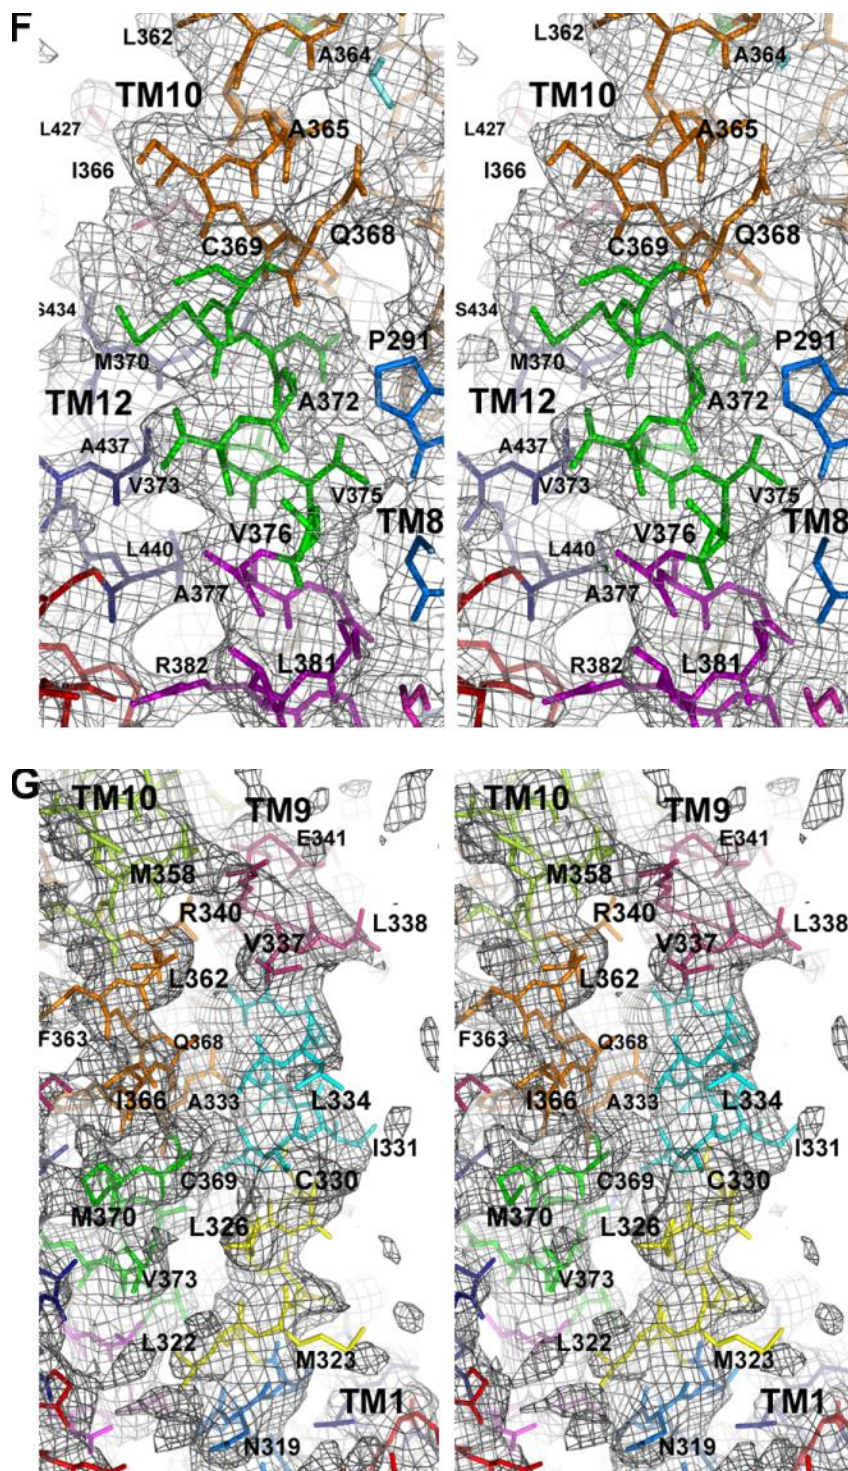 F
L362
A364
TM10
L427
A365
I366
C369
Q368
S434
M370
P291
TM12
A372
A437
V373
V375
V376
TM8
L440
A377
R382
L381
L362
A364
TM10
L427
A365
I366
C369
Q368
S434
M370
P291
TM12
A372
A437
V373
V375
V376
TM8
L440
A377
R382
L381
G
TM10
TM9
E341
M358
R340
L338
V337
L362
F363
Q368
I366
A333
L334
I331
C369
C330
M370
L326
V373
L322
M323
TM1
N319
TM10
TM9
E341
M358
R340
L338
V337
L362
F363
Q368
I366
A333
L334
I331
C369
C330
M370
L326
V373
L322
M323
TM1
N319